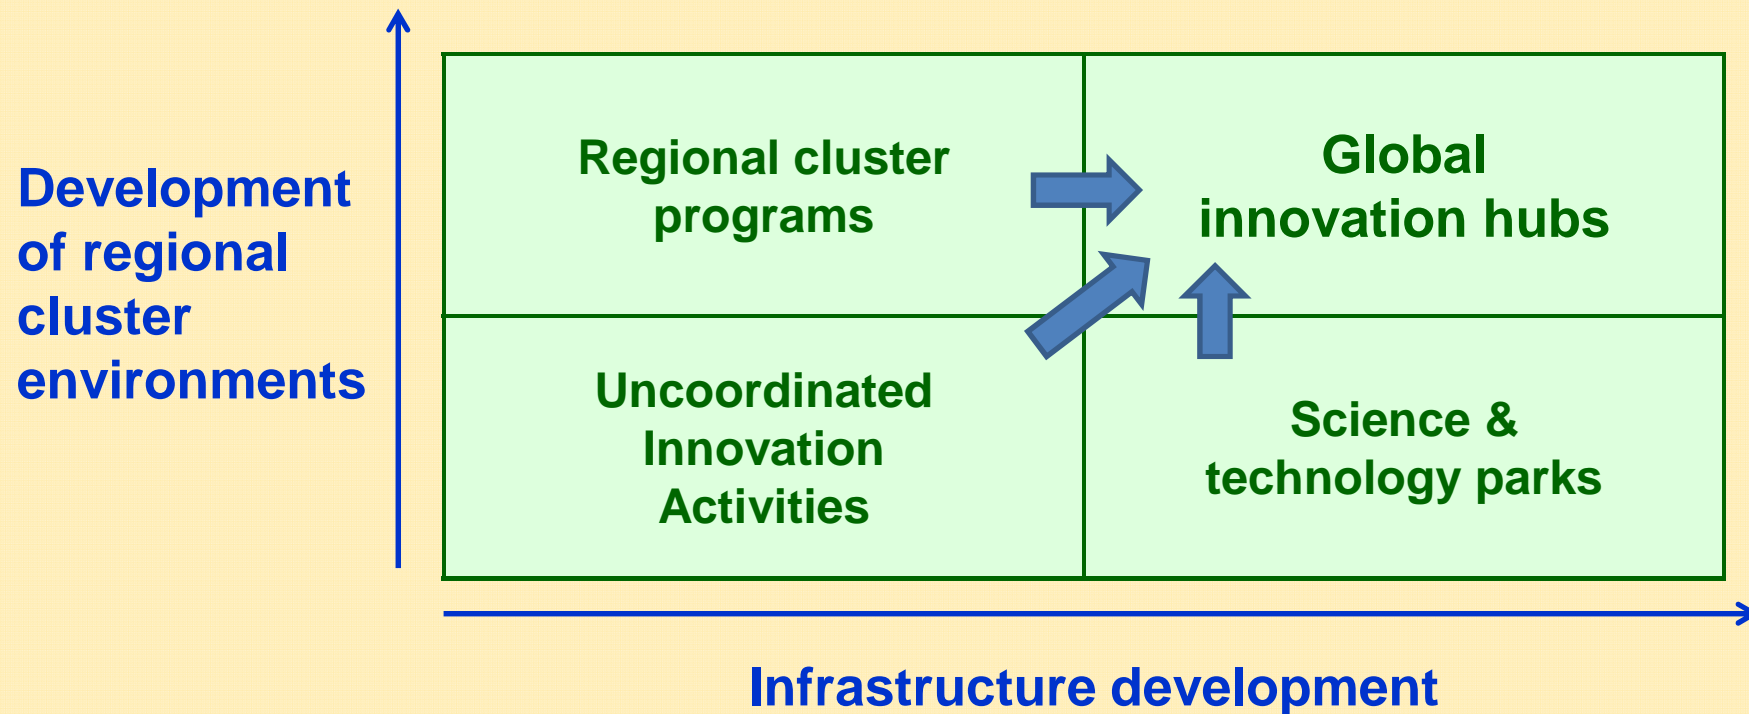 Development
of regional
cluster
environments
Regional cluster
programs
Global
innovation hubs
Uncoordinated
Innovation
Activities
Science &
technology parks
Infrastructure development